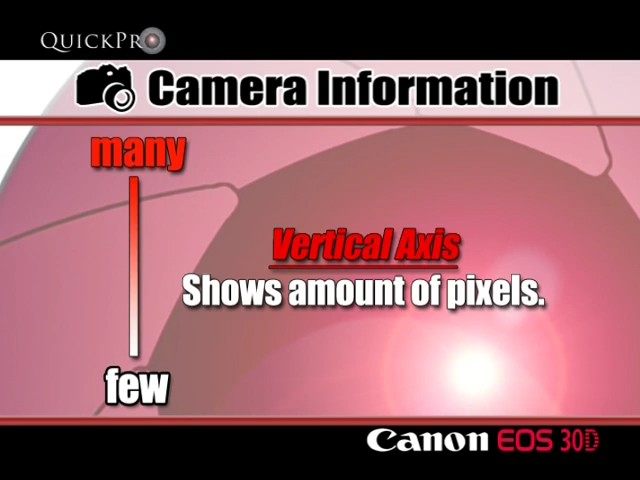 QUICKPRO
Camera Information
many
Vertical Axis
Shows amount of pixels.
few
Canon EOS 30D